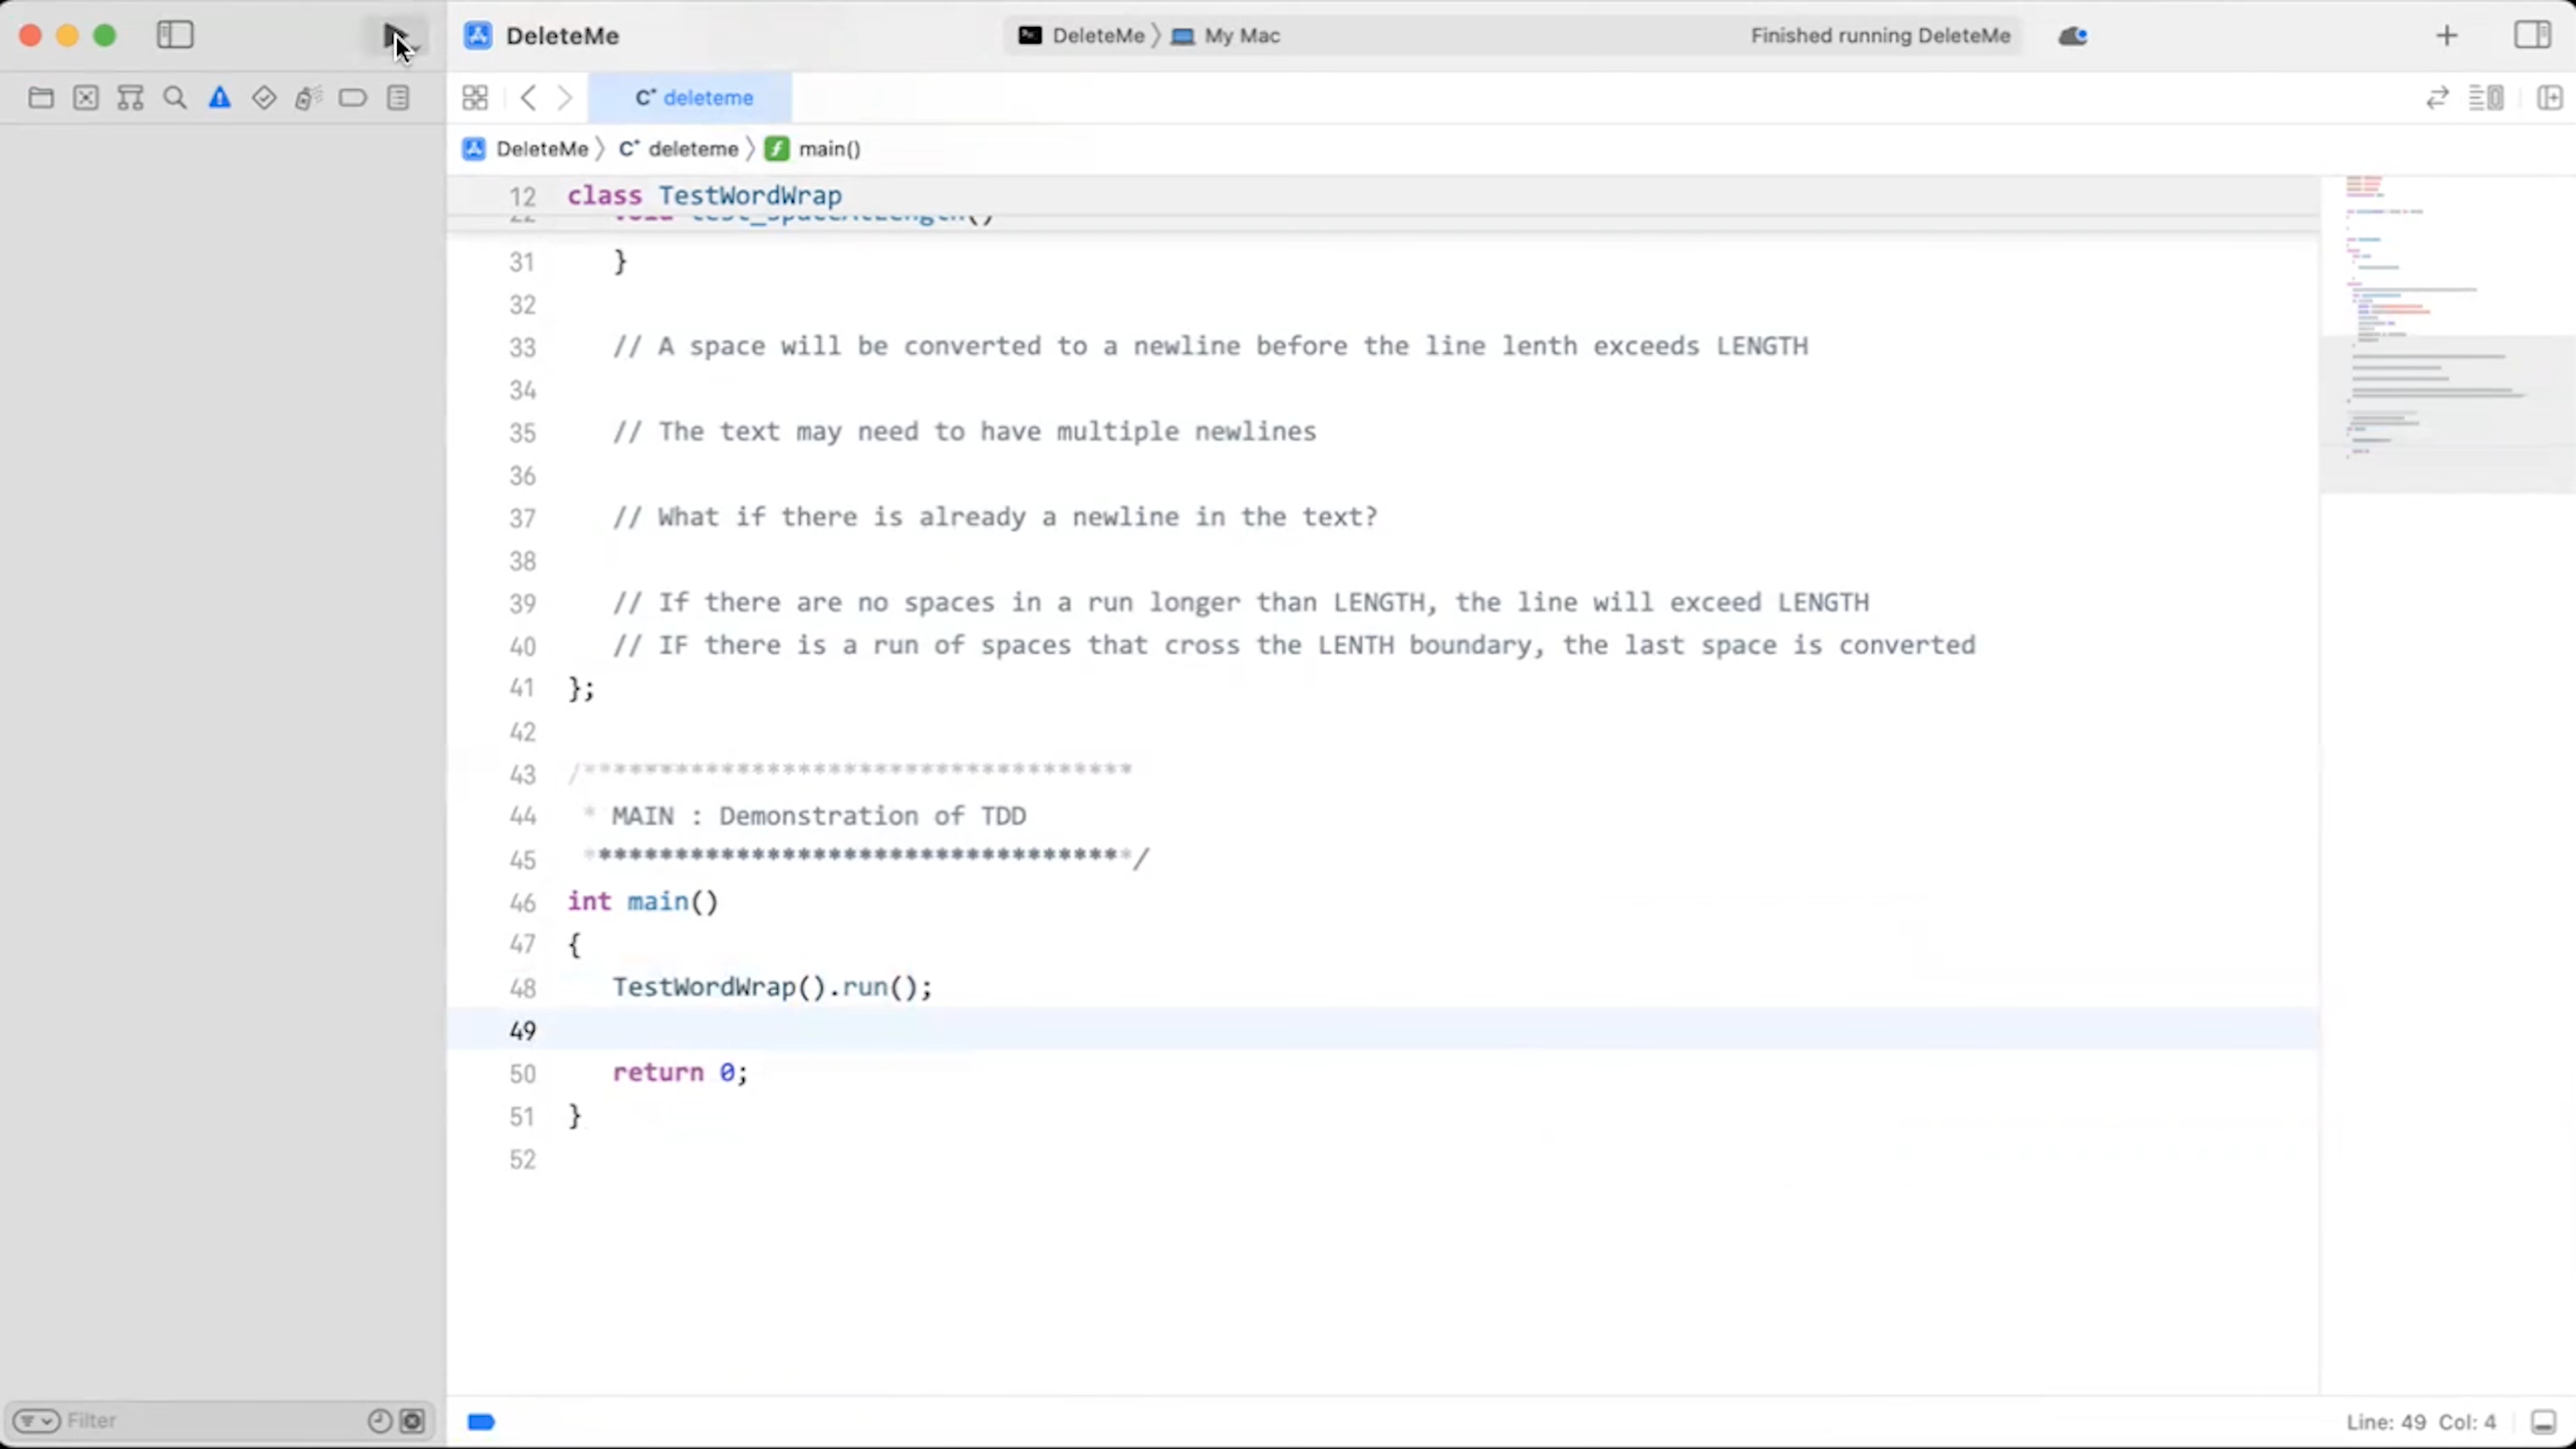 DeleteMe
DeleteMe 〉 My Mac
Finished running DeleteMe
C⁺ deleteme
DeleteMe 〉 C⁺ deleteme 〉 f main()
12 class TestWordWrap
22 void test_spaceAtLength()
31 }
32
33 // A space will be converted to a newline before the line lenth exceeds LENGTH
34
35 // The text may need to have multiple newlines
36
37 // What if there is already a newline in the text?
38
39 // If there are no spaces in a run longer than LENGTH, the line will exceed LENGTH
40 // IF there is a run of spaces that cross the LENTH boundary, the last space is converted
41 };
42
43 /************************************
44 * MAIN : Demonstration of TDD
45 ************************************/
46 int main()
47 {
48 TestWordWrap().run();
49
50 return 0;
51 }
52
Filter
Line: 49 Col: 4